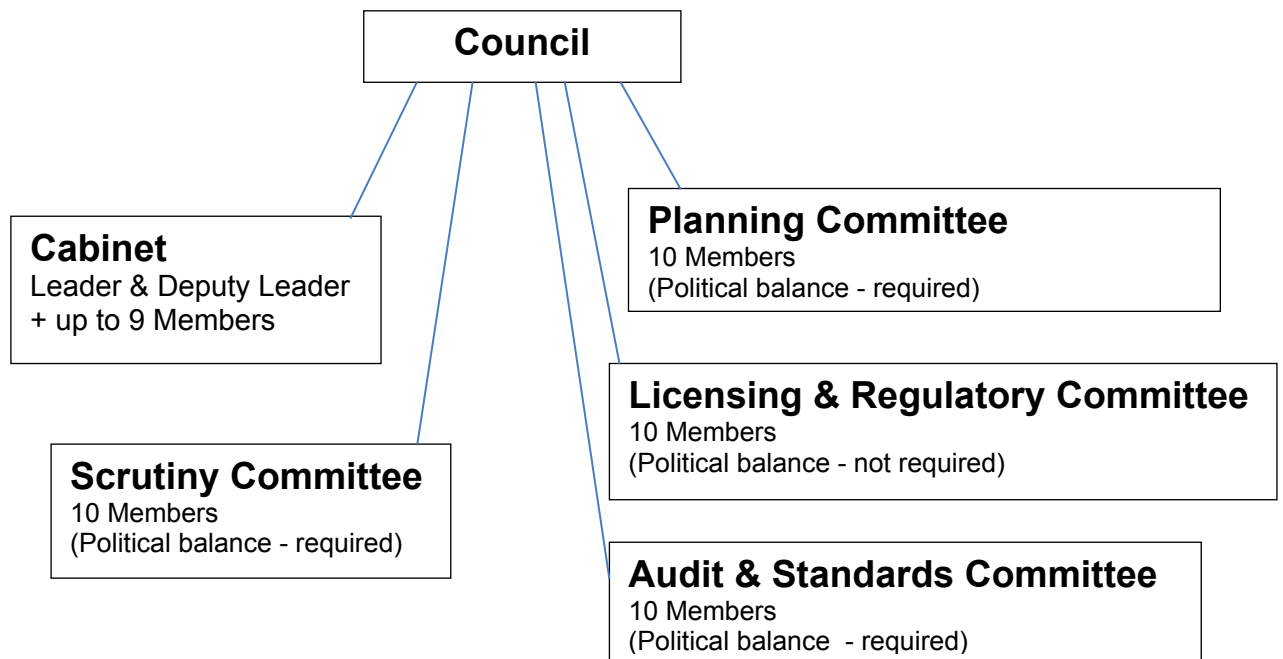 Council
Cabinet
Leader & Deputy Leader
+ up to 9 Members
Scrutiny Committee
10 Members
(Political balance - required)
Planning Committee
10 Members
(Political balance - required)
Licensing & Regulatory Committee
10 Members
(Political balance - not required)
Audit & Standards Committee
10 Members
(Political balance  - required)